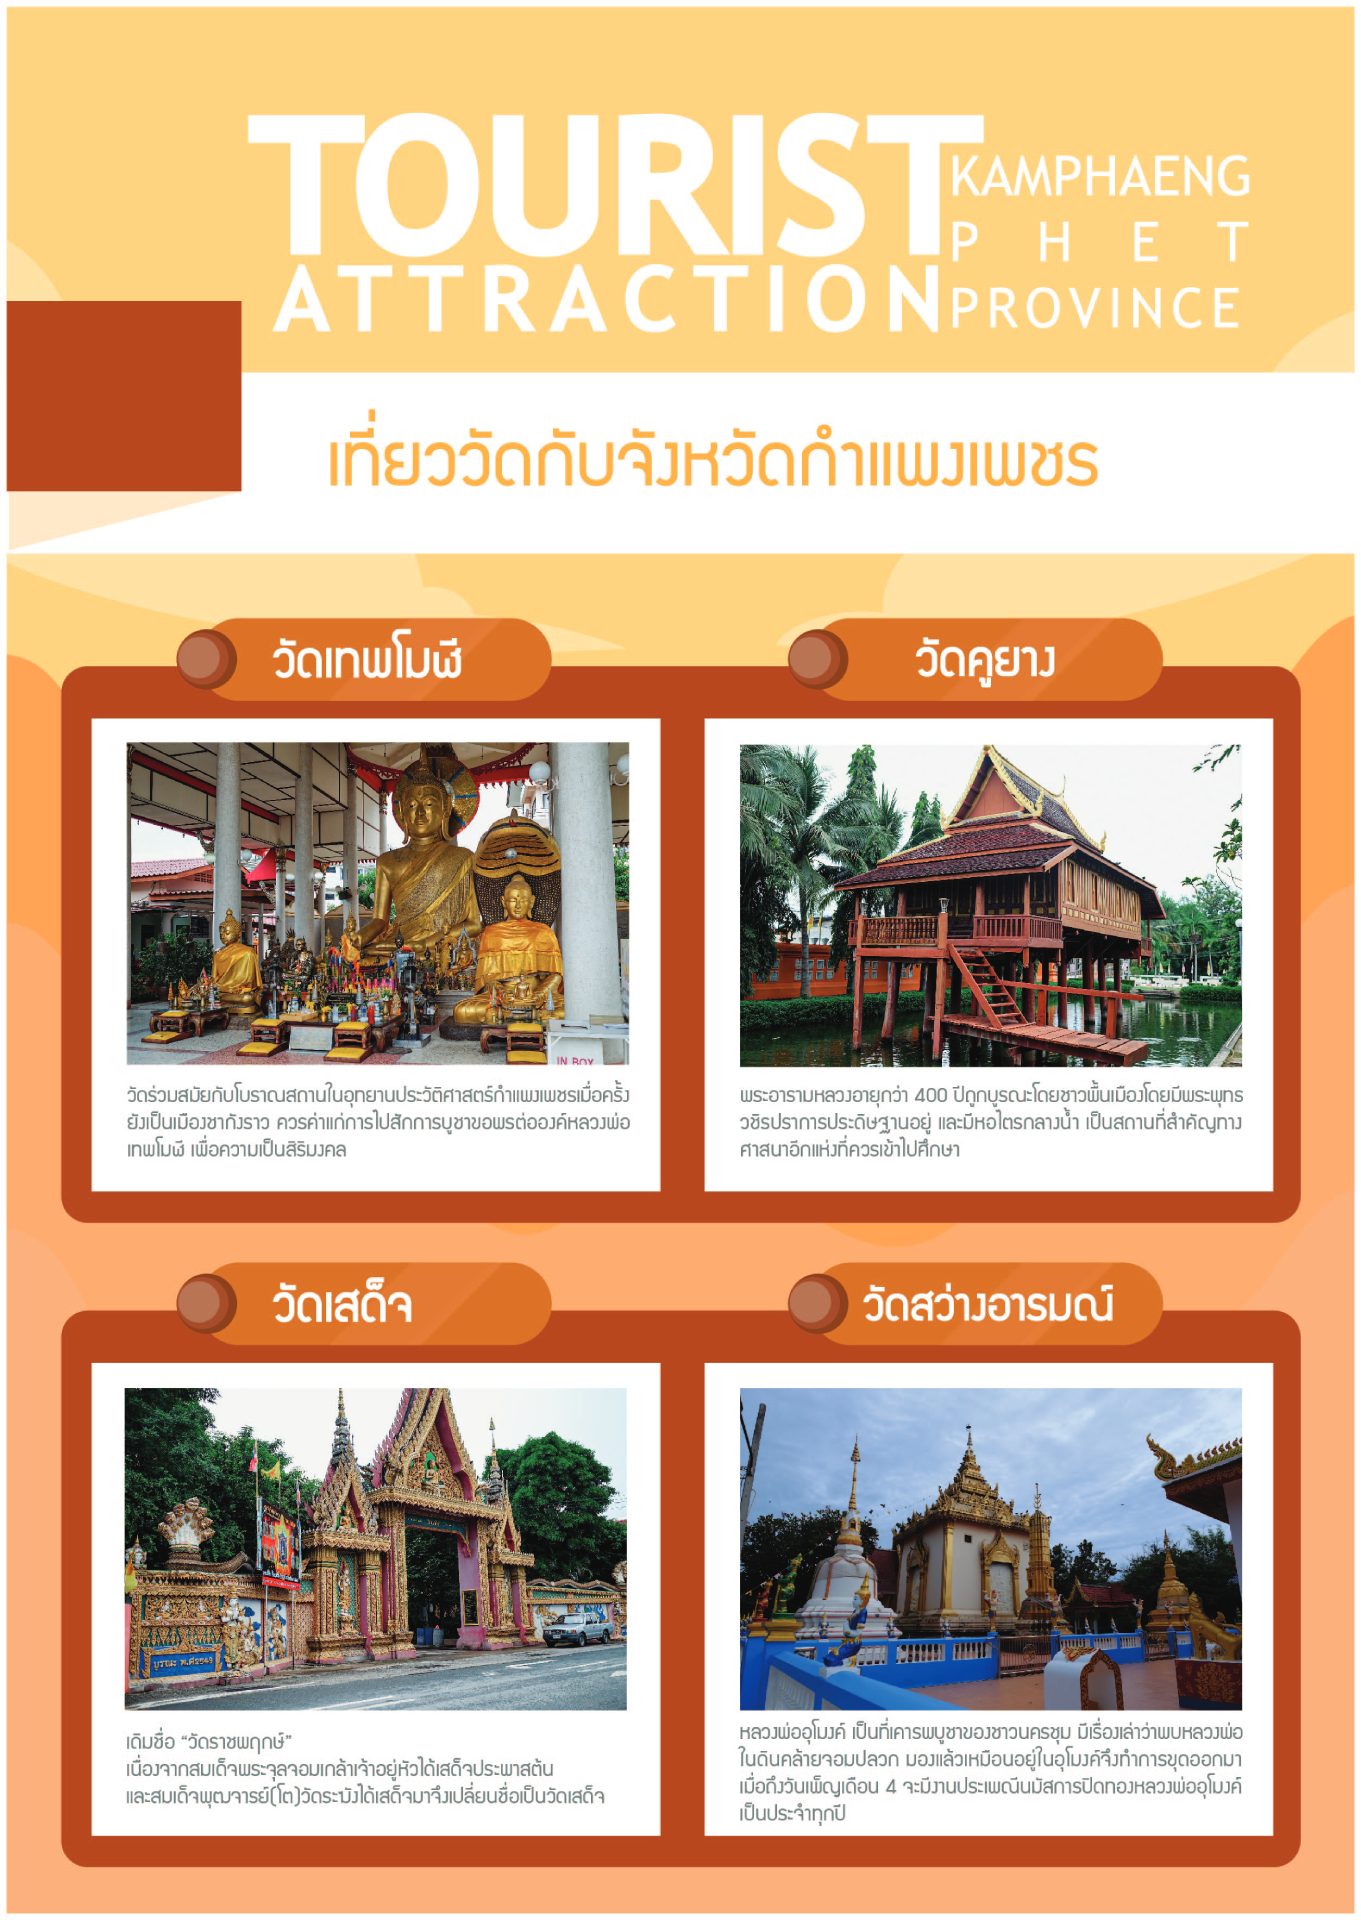 TOURIST
ATTRACTION
KAMPHAENG
PHET
PROVINCE
เที่ยววัดกับจังหวัดกำแพงเพชร
วัดเทพโมฬี
วัดคูยาง
IN BOX
วัดร่วมสมัยกับโบราณสถานในอุทยานประวัติศาสตร์กำแพงเพชรเมื่อครั้ง
ยังเป็นเมืองชากังราว ควรค่าแก่การไปสักการบูชาขอพรต่อองค์หลวงพ่อ
เทพโมฬี เพื่อความเป็นสิริมงคล
พระอารามหลวงอายุกว่า 400 ปีถูกบูรณะโดยชาวพื้นเมืองโดยมีพระพุทธ
วชิรปราการประดิษฐานอยู่ และมีหอไตรกลางน้ำ เป็นสถานที่สำคัญทาง
ศาสนาอีกแห่งที่ควรเข้าไปศึกษา
วัดเสด็จ
วัดสว่างอารมณ์
บูรณะ พ.ศ๒๕๔๐
เดิมชื่อ “วัดราชพฤกษ์”
เนื่องจากสมเด็จพระจุลจอมเกล้าเจ้าอยู่หัวได้เสด็จประพาสต้น
และสมเด็จพุฒจารย์(โต)วัดระฆังได้เสด็จมาจึงเปลี่ยนชื่อเป็นวัดเสด็จ
หลวงพ่ออุโมงค์ เป็นที่เคารพบูชาของชาวนครชุม มีเรื่องเล่าว่าพบหลวงพ่อ
ในดินคล้ายจอมปลวก มองแล้วเหมือนอยู่ในอุโมงค์จึงทำการขุดออกมา
เมื่อถึงวันเพ็ญเดือน 4 จะมีงานประเพณีนมัสการปิดทองหลวงพ่ออุโมงค์
เป็นประจำทุกปี